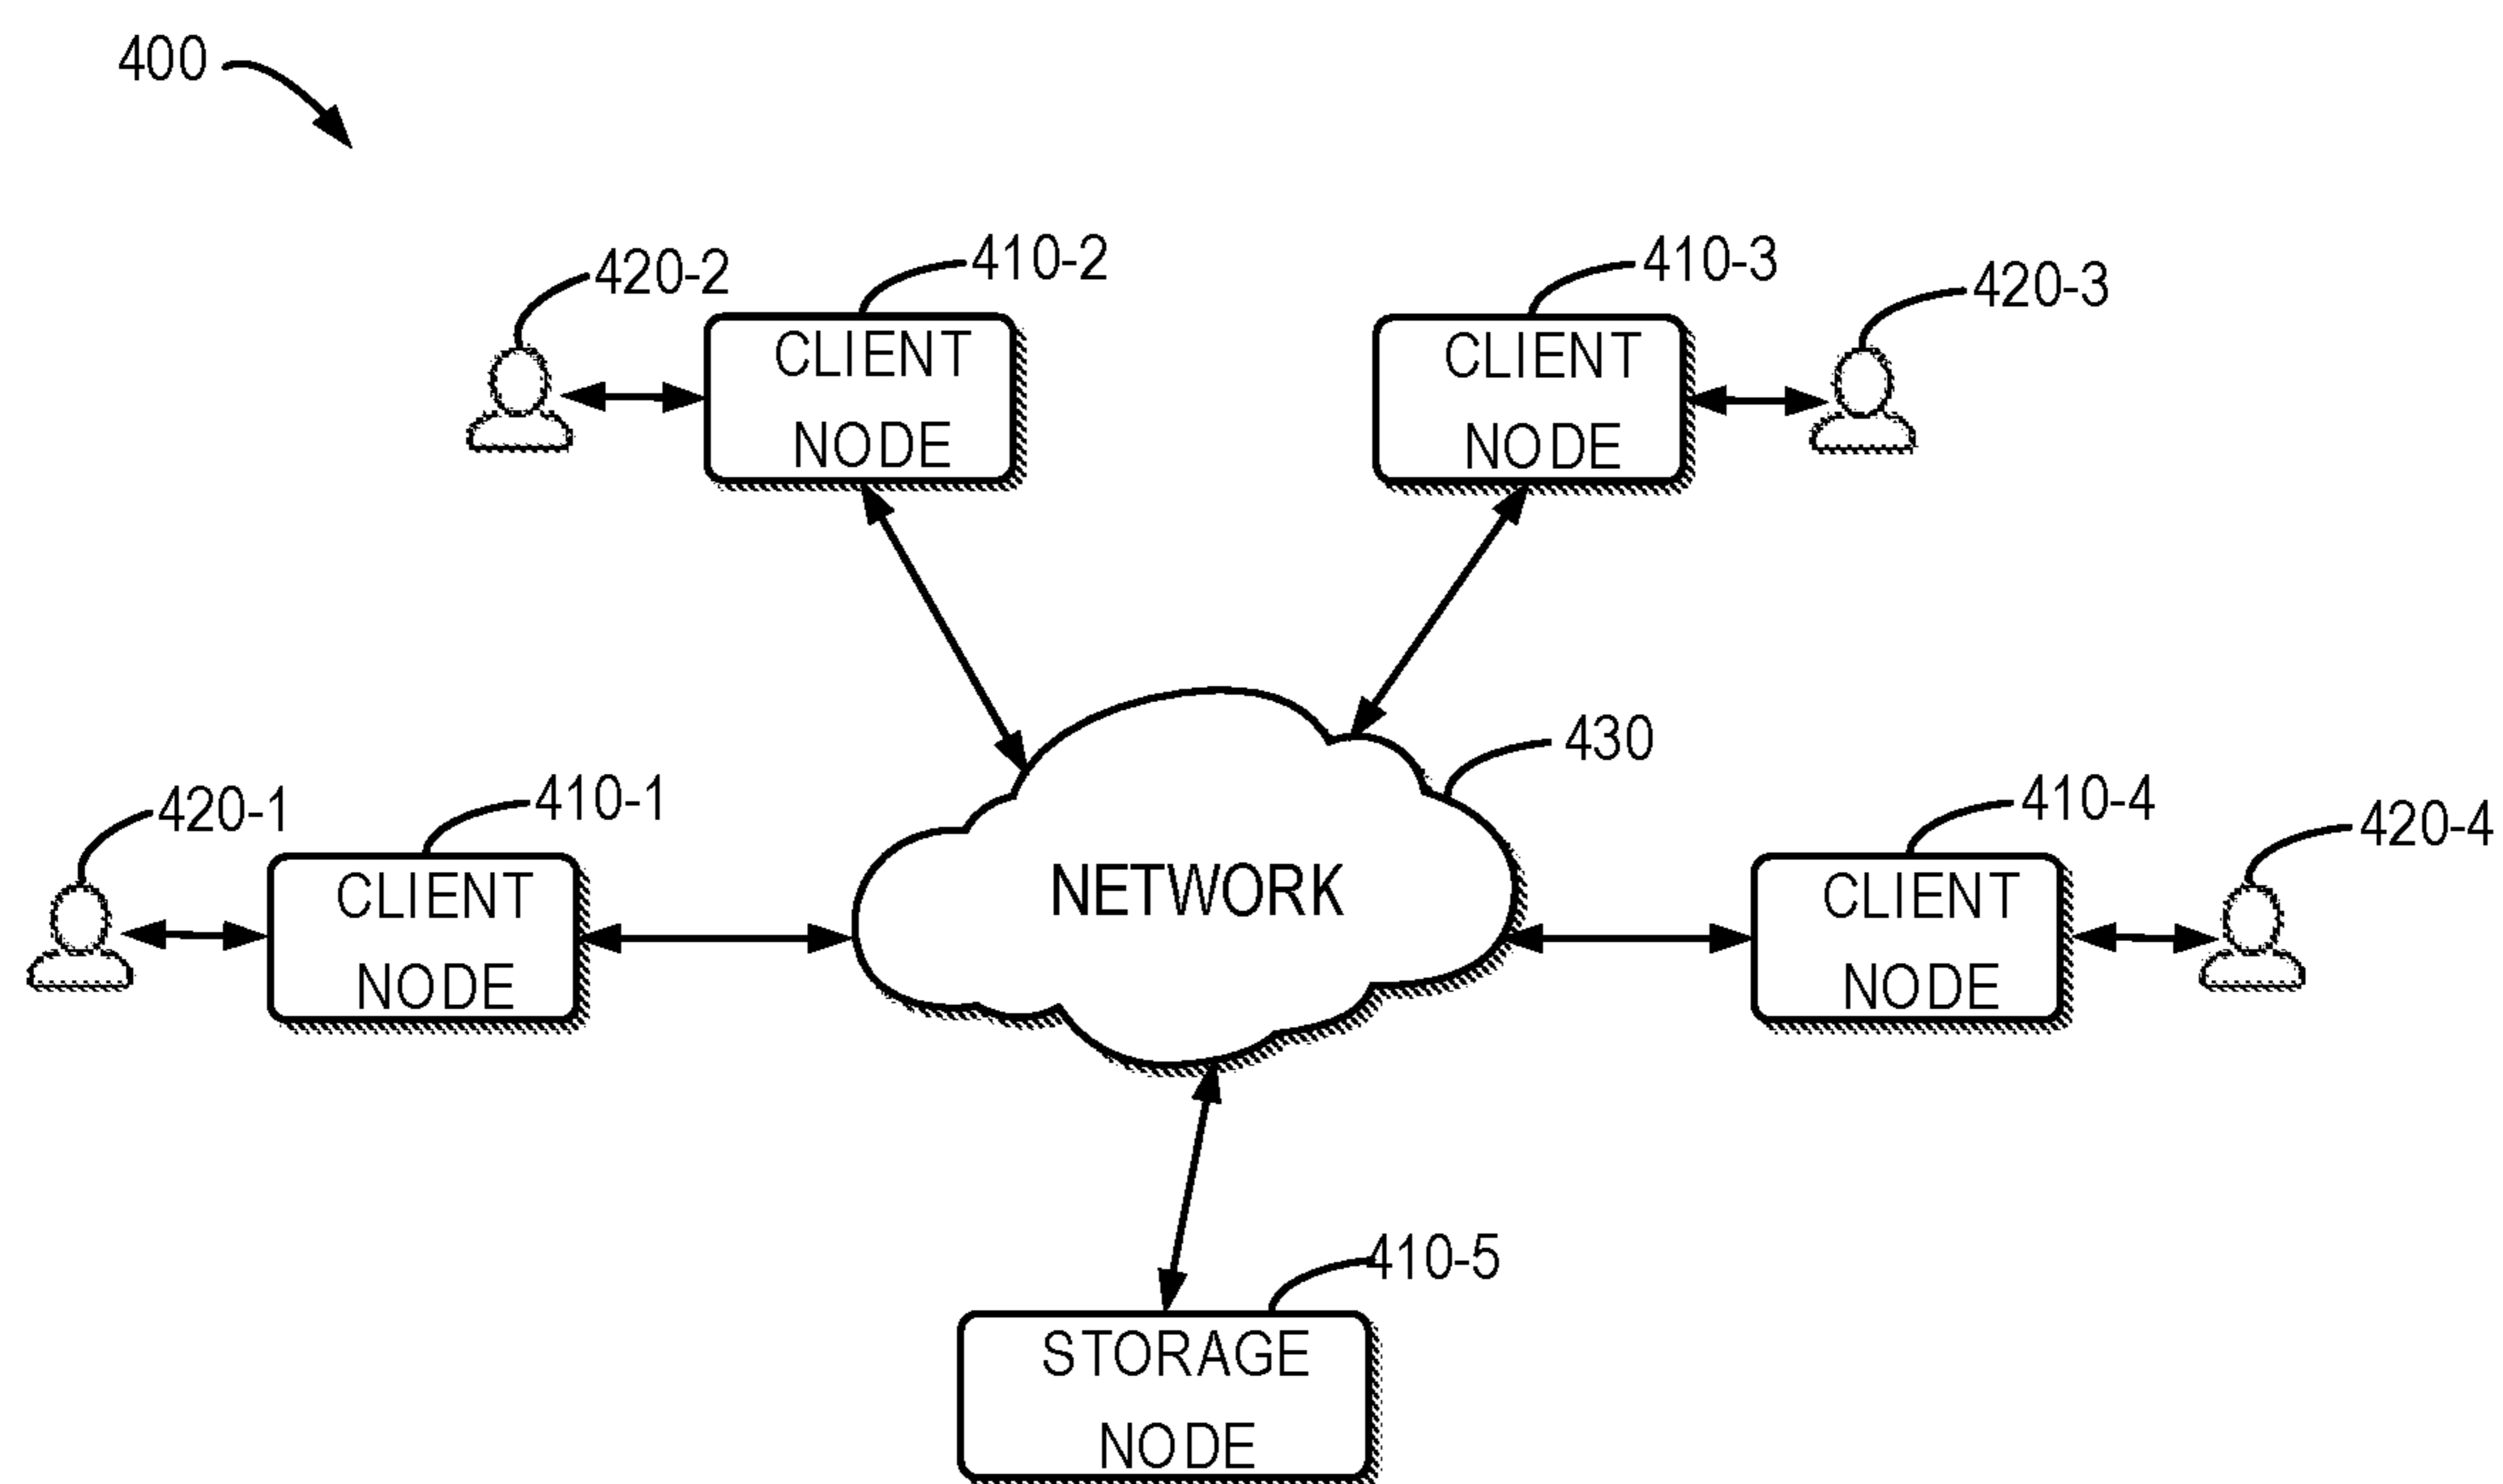 400
420-2
410-2
410-3
420-3
CLIENT
NODE
CLIENT
NODE
430
420-1
410-1
410-4
420-4
CLIENT
NODE
NETWORK
CLIENT
NODE
410-5
STORAGE
NODE